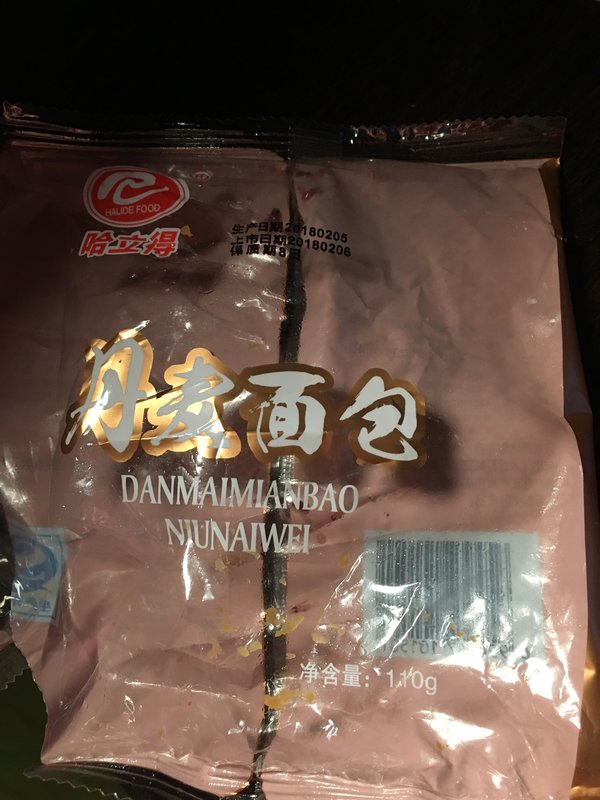 HALIDE FOOD
哈立得
生产日期20180205
上市日期20180206
保质期8日
丹麦面包
DANMAIMIANBAO
NIUNAIWEI
净含量：110g